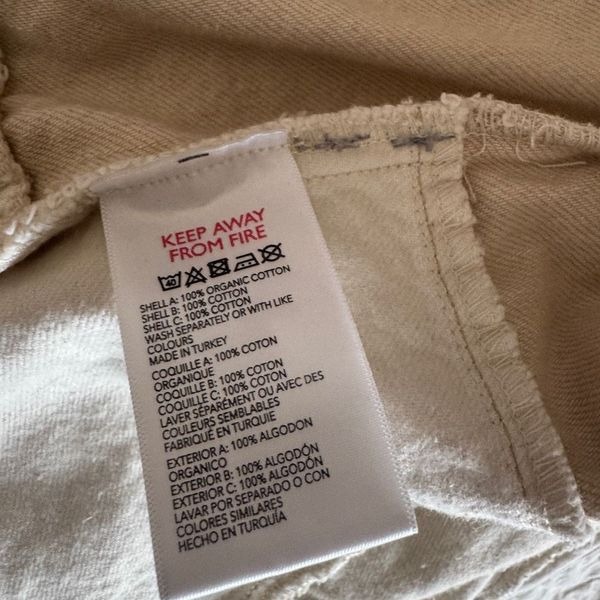 KEEP AWAY
FROM FIRE
40
SHELL A: 100% ORGANIC COTTON
SHELL B: 100% COTTON
SHELL C: 100% COTTON
WASH SEPARATELY OR WITH LIKE
COLOURS
MADE IN TURKEY
COQUILLE A: 100% COTON
ORGANIQUE
COQUILLE B: 100% COTON
COQUILLE C: 100% COTON
LAVER SÉPARÉMENT OU AVEC DES
COULEURS SEMBLABLES
FABRIQUÉ EN TURQUIE
EXTERIOR A: 100% ALGODON
ORGANICO
EXTERIOR B: 100% ALGODÓN
EXTERIOR C: 100% ALGODÓN
LAVAR POR SEPARADO O CON
COLORES SIMILARES
HECHO EN TURQUÍA